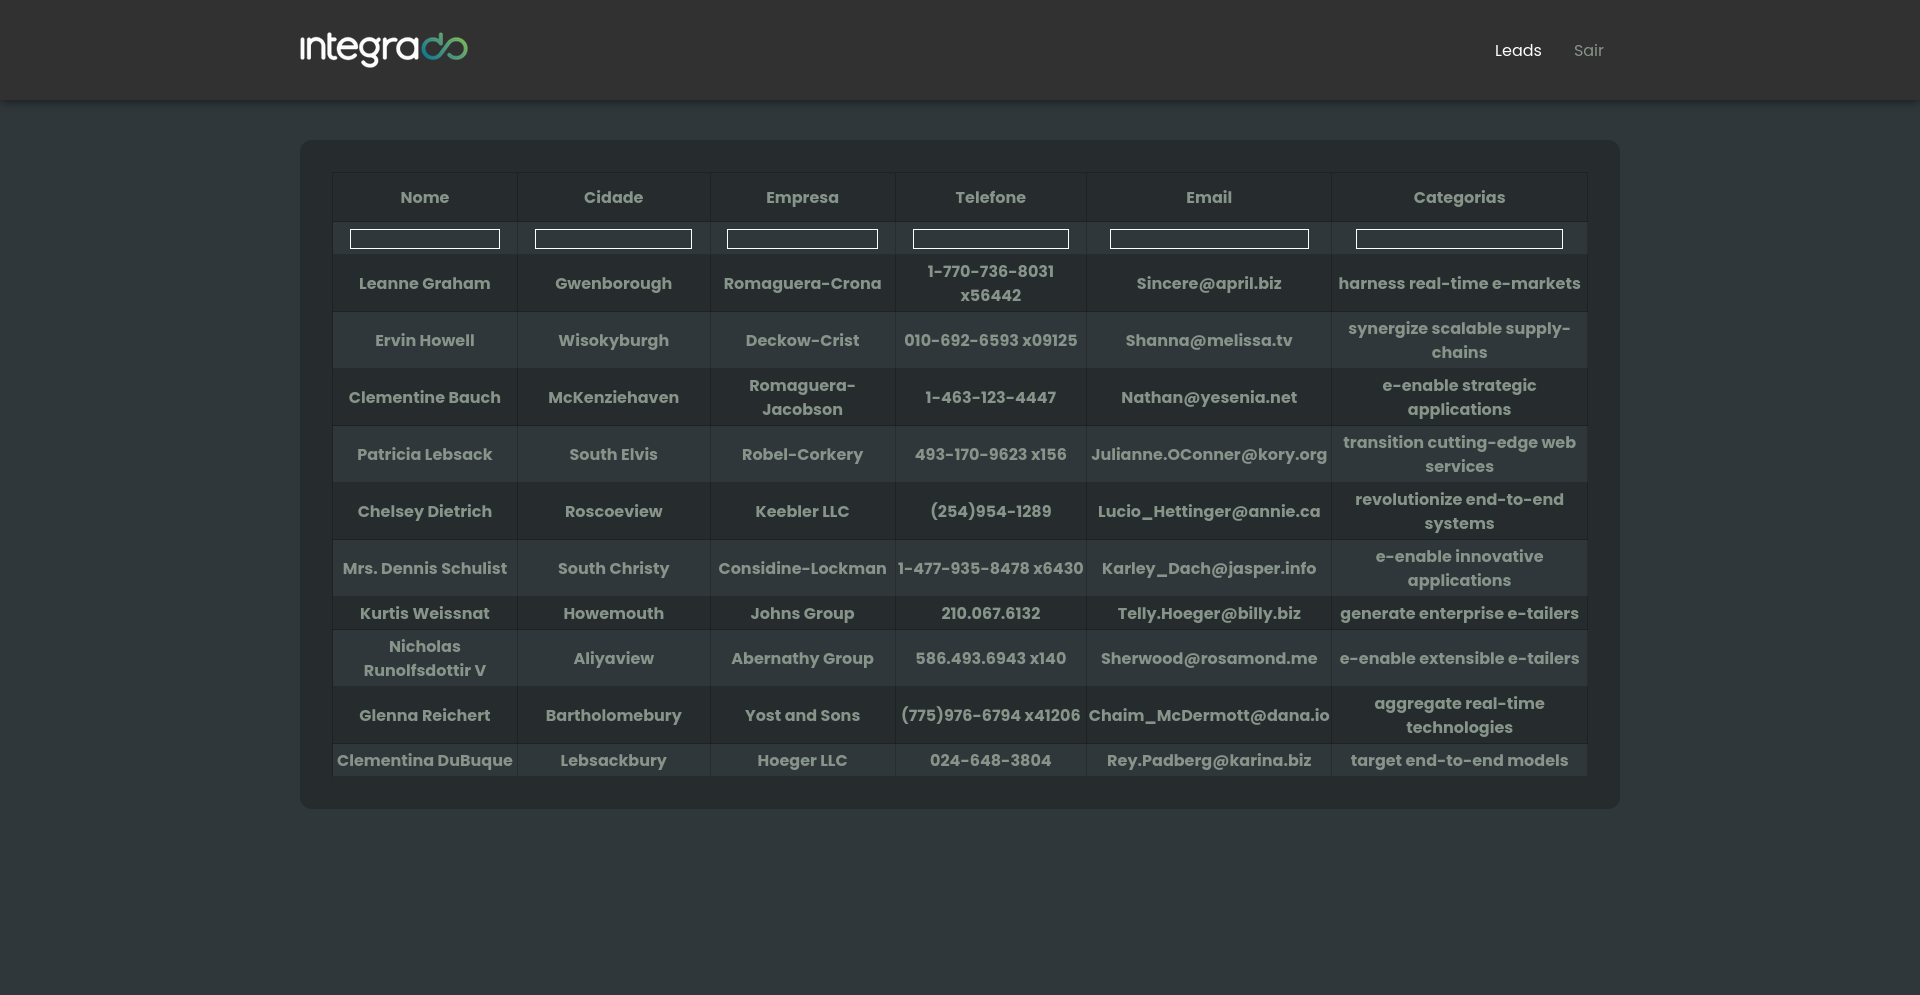 integrado
Leads Sair
Nome Cidade Empresa Telefone Email Categorias
Leanne Graham Gwenborough Romaguera-Crona 1-770-736-8031 x56442 Sincere@april.biz harness real-time e-markets
Ervin Howell Wisokyburgh Deckow-Crist 010-692-6593 x09125 Shanna@melissa.tv synergize scalable supply-chains
Clementine Bauch McKenziehaven Romaguera-Jacobson 1-463-123-4447 Nathan@yesenia.net e-enable strategic applications
Patricia Lebsack South Elvis Robel-Corkery 493-170-9623 x156 Julianne.OConner@kory.org transition cutting-edge web services
Chelsey Dietrich Roscoeview Keebler LLC (254)954-1289 Lucio_Hettinger@annie.ca revolutionize end-to-end systems
Mrs. Dennis Schulist South Christy Considine-Lockman 1-477-935-8478 x6430 Karley_Dach@jasper.info e-enable innovative applications
Kurtis Weissnat Howemouth Johns Group 210.067.6132 Telly.Hoeger@billy.biz generate enterprise e-tailers
Nicholas Runolfsdottir V Aliyaview Abernathy Group 586.493.6943 x140 Sherwood@rosamond.me e-enable extensible e-tailers
Glenna Reichert Bartholomebury Yost and Sons (775)976-6794 x41206 Chaim_McDermott@dana.io aggregate real-time technologies
Clementina DuBuque Lebsackbury Hoeger LLC 024-648-3804 Rey.Padberg@karina.biz target end-to-end models